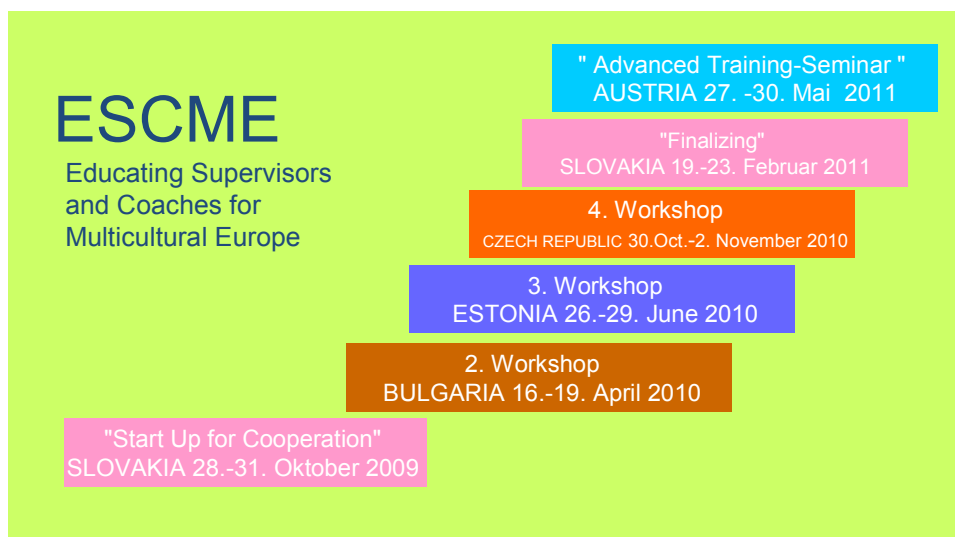 " Advanced Training-Seminar "
AUSTRIA 27. -30. Mai  2011
ESCME
Educating Supervisors
and Coaches for
Multicultural Europe
"Finalizing"
SLOVAKIA 19.-23. Februar 2011
4. Workshop
CZECH REPUBLIC 30.Oct.-2. November 2010
3. Workshop
ESTONIA 26.-29. June 2010
2. Workshop
BULGARIA 16.-19. April 2010
"Start Up for Cooperation"
SLOVAKIA 28.-31. Oktober 2009